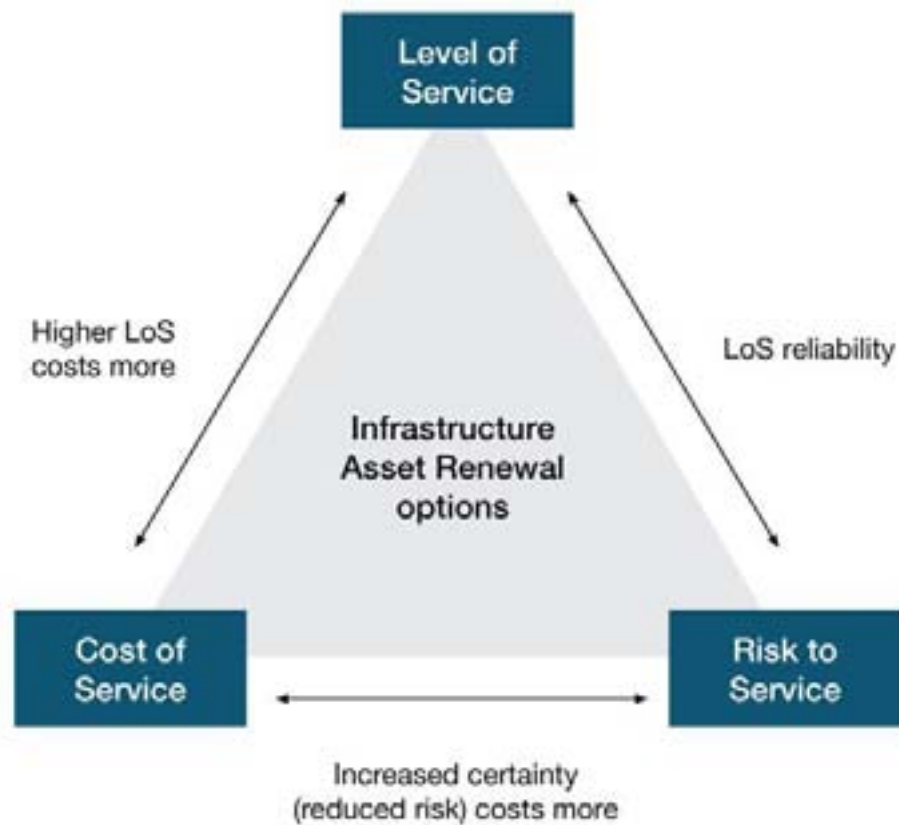 Level of
Service
Higher LoS
costs more
LoS reliability
Infrastructure
Asset Renewal
options
Cost of
Service
Risk to
Service
Increased certainty
(reduced risk) costs more